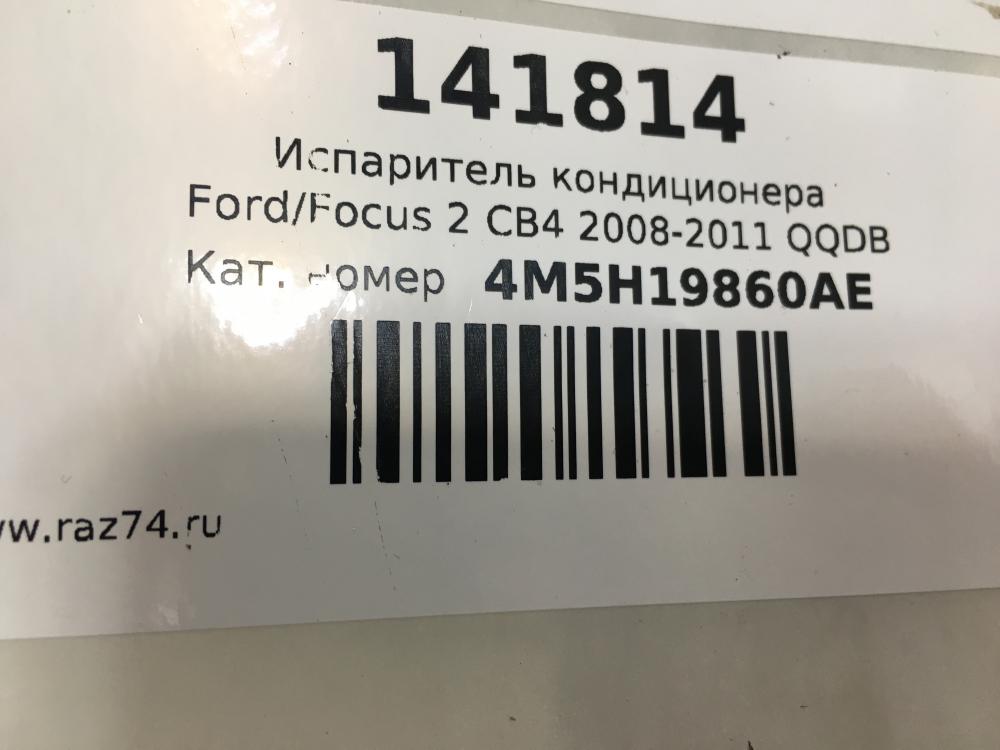 141814
Испаритель кондиционера
Ford/Focus 2 CB4 2008-2011 QQDB
Кат. номер 4M5H19860AE
w.raz74.ru